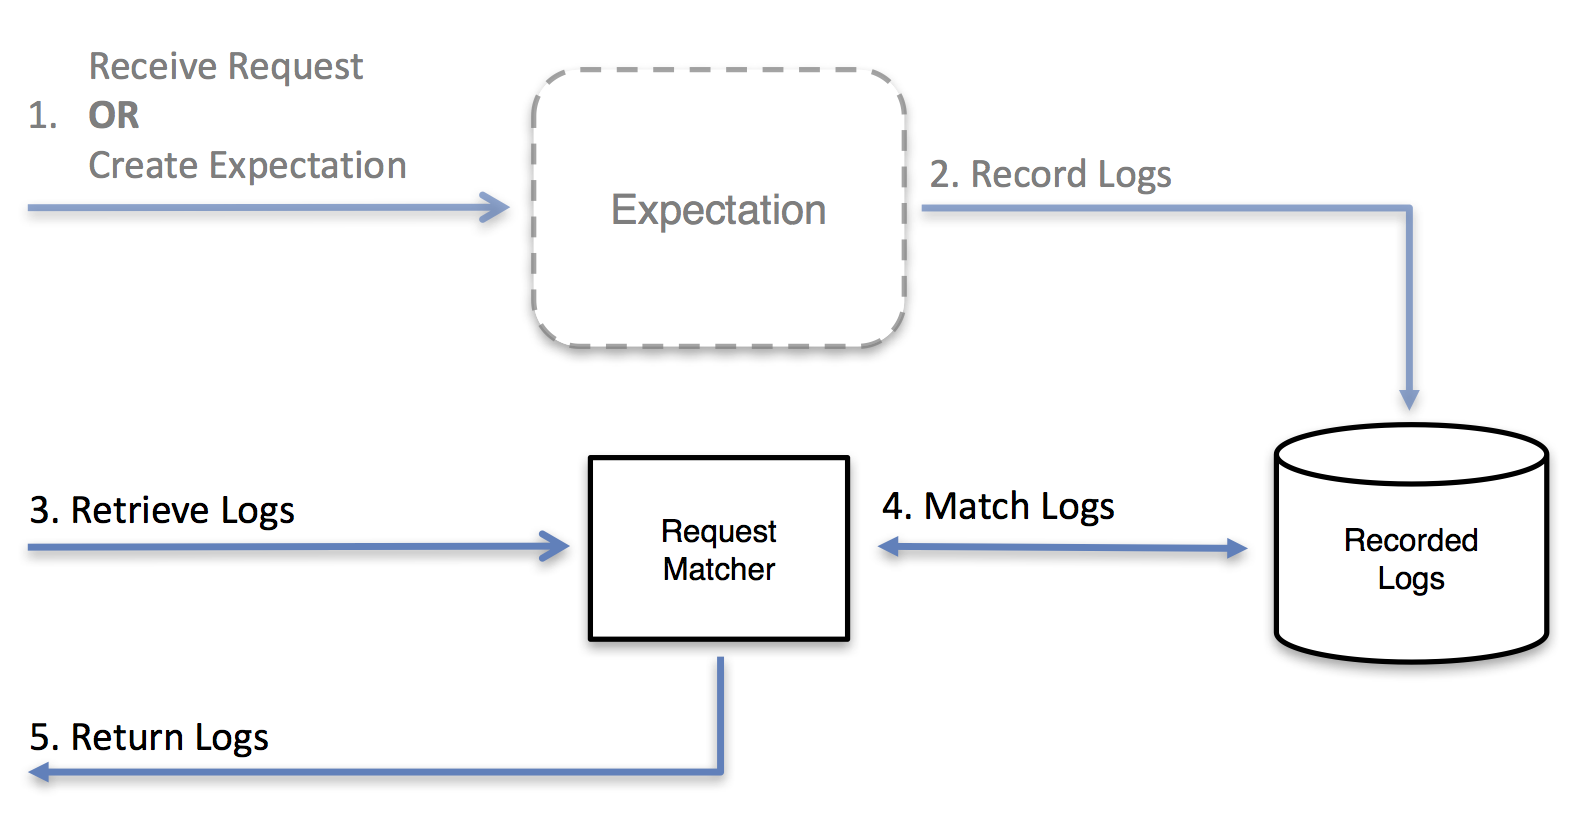 Receive Request
1. OR
Create Expectation
Expectation
2. Record Logs
3. Retrieve Logs
Request
Matcher
4. Match Logs
Recorded
Logs
5. Return Logs